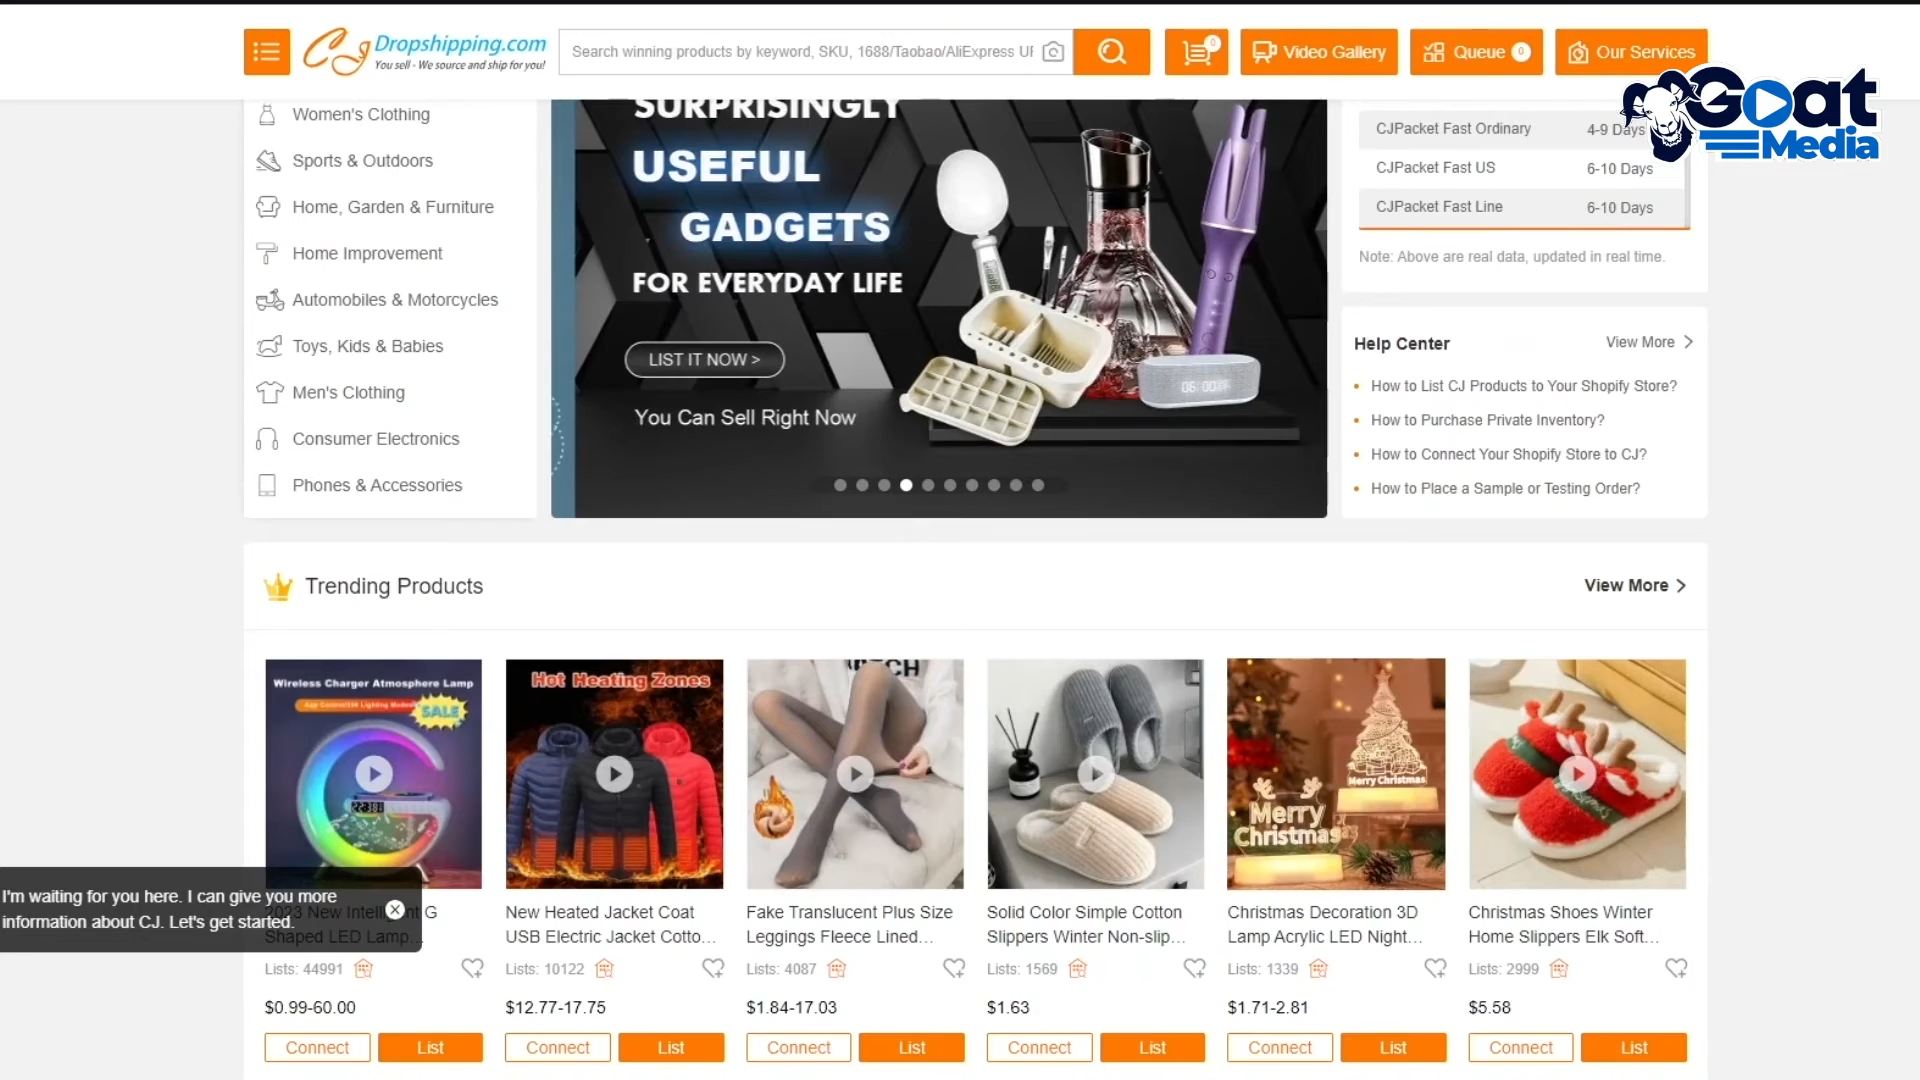 CJ Dropshipping.com
You sell - We source and ship for you!
Search winning products by keyword, SKU, 1688/Taobao/AliExpress UR
0
Video Gallery
Queue 0
Our Services
Goat
Media
Women's Clothing
Sports & Outdoors
Home, Garden & Furniture
Home Improvement
Automobiles & Motorcycles
Toys, Kids & Babies
Men's Clothing
Consumer Electronics
Phones & Accessories
SURPRISINGLY
USEFUL
GADGETS
FOR EVERYDAY LIFE
LIST IT NOW >
You Can Sell Right Now
CJPacket Fast Ordinary 4-9 Days
CJPacket Fast US 6-10 Days
CJPacket Fast Line 6-10 Days
Note: Above are real data, updated in real time.
Help Center View More >
How to List CJ Products to Your Shopify Store?
How to Purchase Private Inventory?
How to Connect Your Shopify Store to CJ?
How to Place a Sample or Testing Order?
Trending Products
View More >
Wireless Charger Atmosphere Lamp
SALE
Hot Heating Zones
Merry Christmas
Merry
Christmas
I'm waiting for you here. I can give you more
information about CJ. Let's get started.
2023 New Intelligent G
Shaped LED Lamp...
Lists: 44991
$0.99-60.00
Connect List
New Heated Jacket Coat
USB Electric Jacket Cotto...
Lists: 10122
$12.77-17.75
Connect List
Fake Translucent Plus Size
Leggings Fleece Lined...
Lists: 4087
$1.84-17.03
Connect List
Solid Color Simple Cotton
Slippers Winter Non-slip...
Lists: 1569
$1.63
Connect List
Christmas Decoration 3D
Lamp Acrylic LED Night...
Lists: 1339
$1.71-2.81
Connect List
Christmas Shoes Winter
Home Slippers Elk Soft...
Lists: 2999
$5.58
Connect List